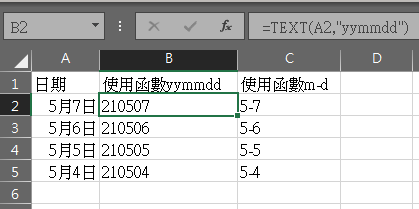 B2 fx =TEXT(A2,"yymmdd")
A B C D
1 日期 使用函數yymmdd 使用函數m-d
2 5月7日 210507 5-7
3 5月6日 210506 5-6
4 5月5日 210505 5-5
5 5月4日 210504 5-4
6